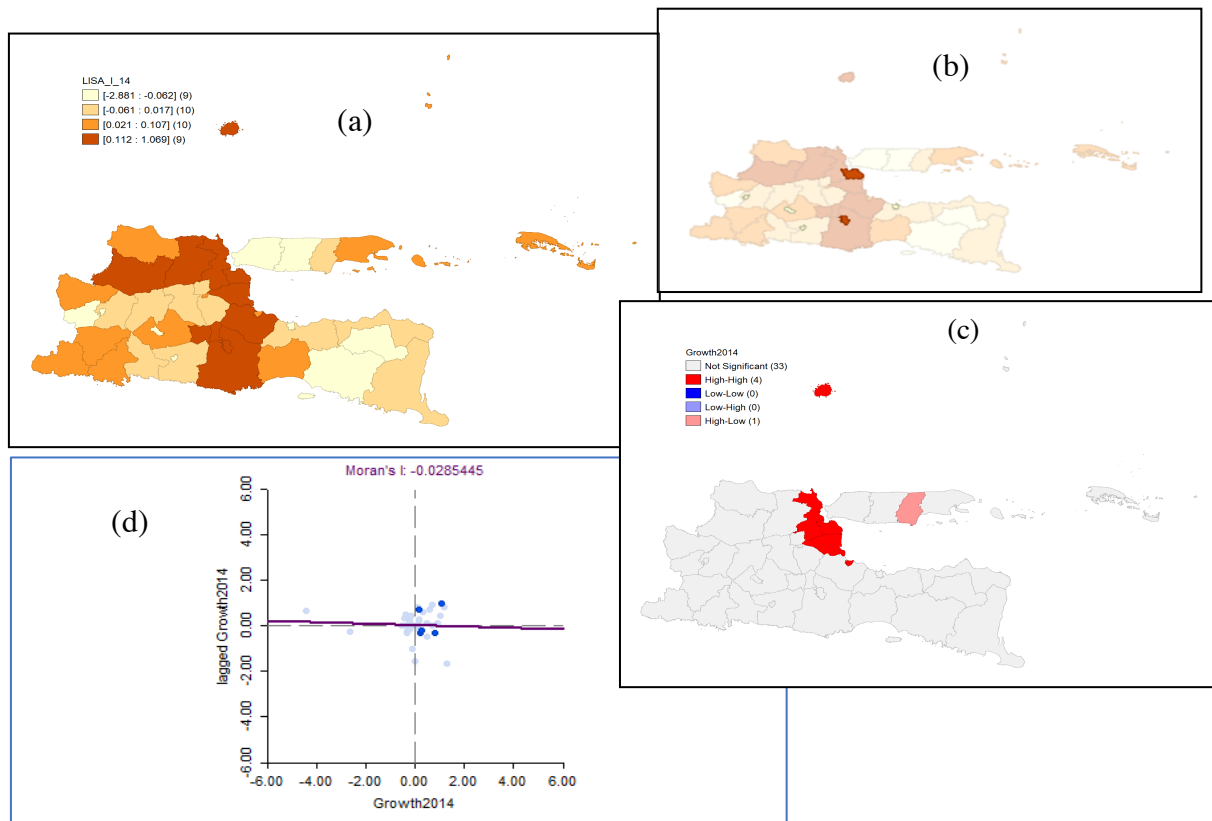 (a)
LISA_I_14
[-2.881 : -0.062] (9)
[-0.061 : 0.017] (10)
[0.021 : 0.107] (10)
[0.112 : 1.069] (9)
(b)
(c)
Growth2014
Not Significant (33)
High-High (4)
Low-Low (0)
Low-High (0)
High-Low (1)
(d)
Moran's I: -0.0285445
lagged Growth2014
6.00
4.00
2.00
0.00
-2.00
-4.00
-6.00
-6.00 -4.00 -2.00 0.00 2.00 4.00 6.00
Growth2014